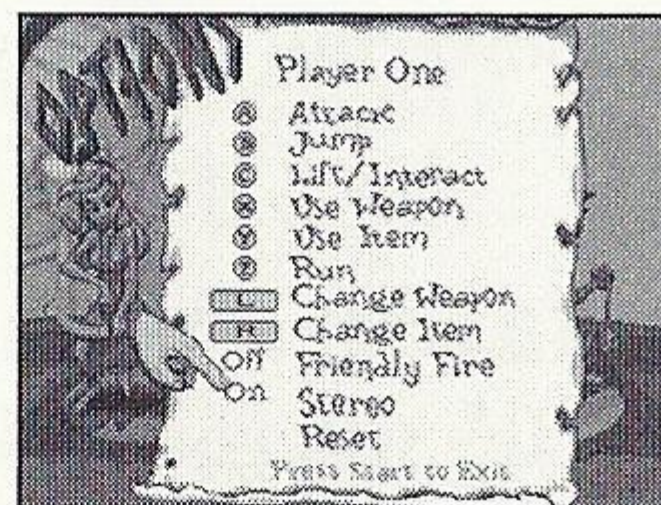 OPTIONS
Player One
A Attack
B Jump
C Lift/Interact
X Use Weapon
Y Use Item
Z Run
L Change Weapon
R Change Item
Off Friendly Fire
On Stereo
Reset
Press Start to Exit